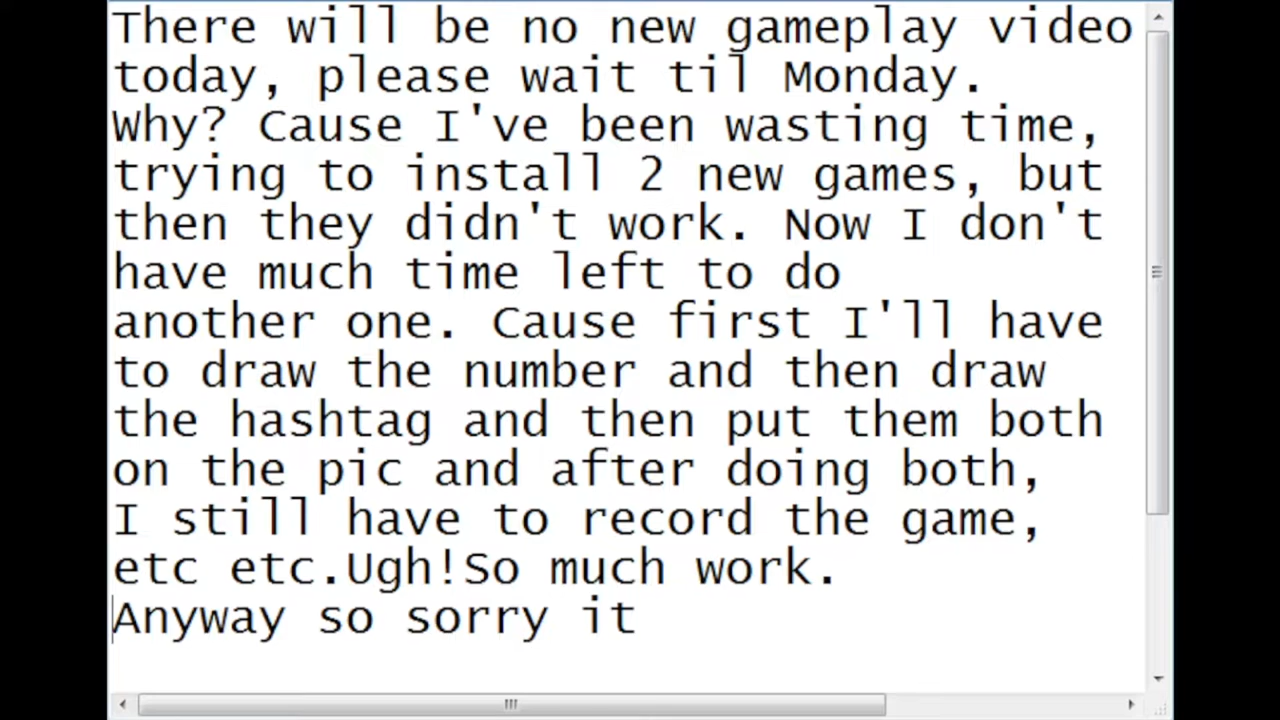 There will be no new gameplay video
today, please wait til Monday.
Why? Cause I've been wasting time,
trying to install 2 new games, but
then they didn't work. Now I don't
have much time left to do
another one. Cause first I'll have
to draw the number and then draw
the hashtag and then put them both
on the pic and after doing both,
I still have to record the game,
etc etc.Ugh!So much work.
Anyway so sorry it